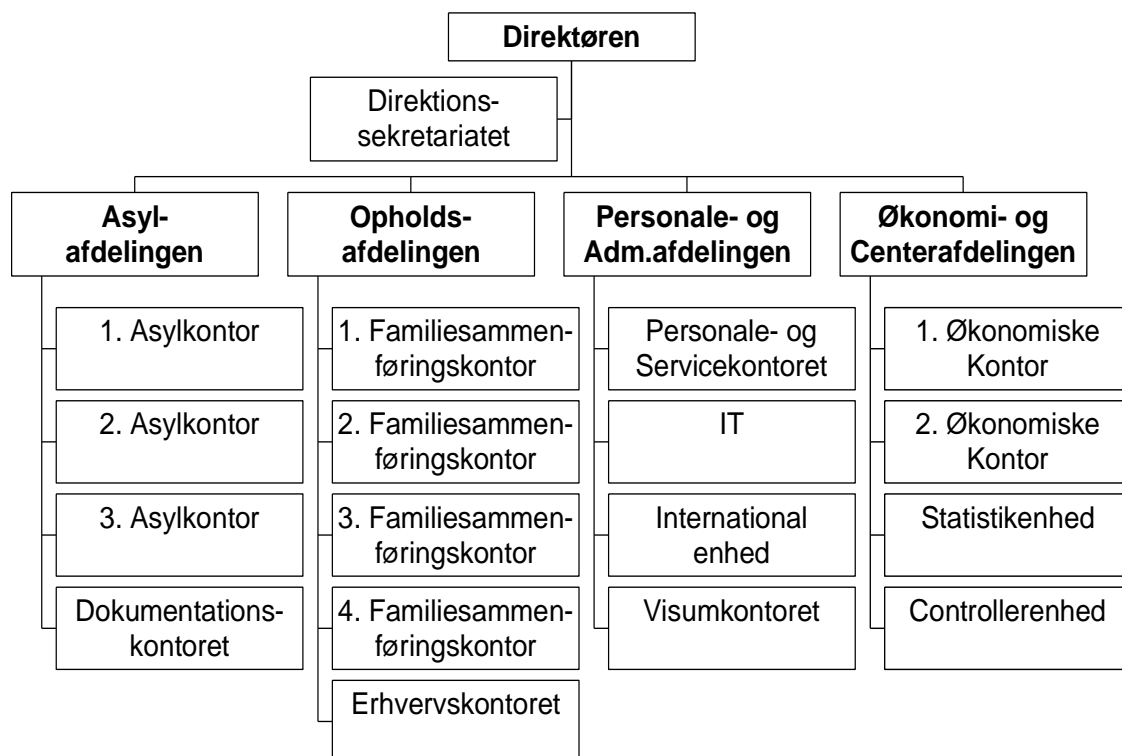 Direktøren
Direktions-
sekretariatet
Asyl-
afdelingen
1. Asylkontor
2. Asylkontor
3. Asylkontor
Dokumentations-
kontoret
Opholds-
afdelingen
1. Familiesammen-
føringskontor
2. Familiesammen-
føringskontor
3. Familiesammen-
føringskontor
4. Familiesammen-
føringskontor
Erhvervskontoret
Personale- og
Adm.afdelingen
Personale- og
Servicekontoret
IT
International
enhed
Visumkontoret
Økonomi- og
Centerafdelingen
1. Økonomiske
Kontor
2. Økonomiske
Kontor
Statistikenhed
Controllerenhed